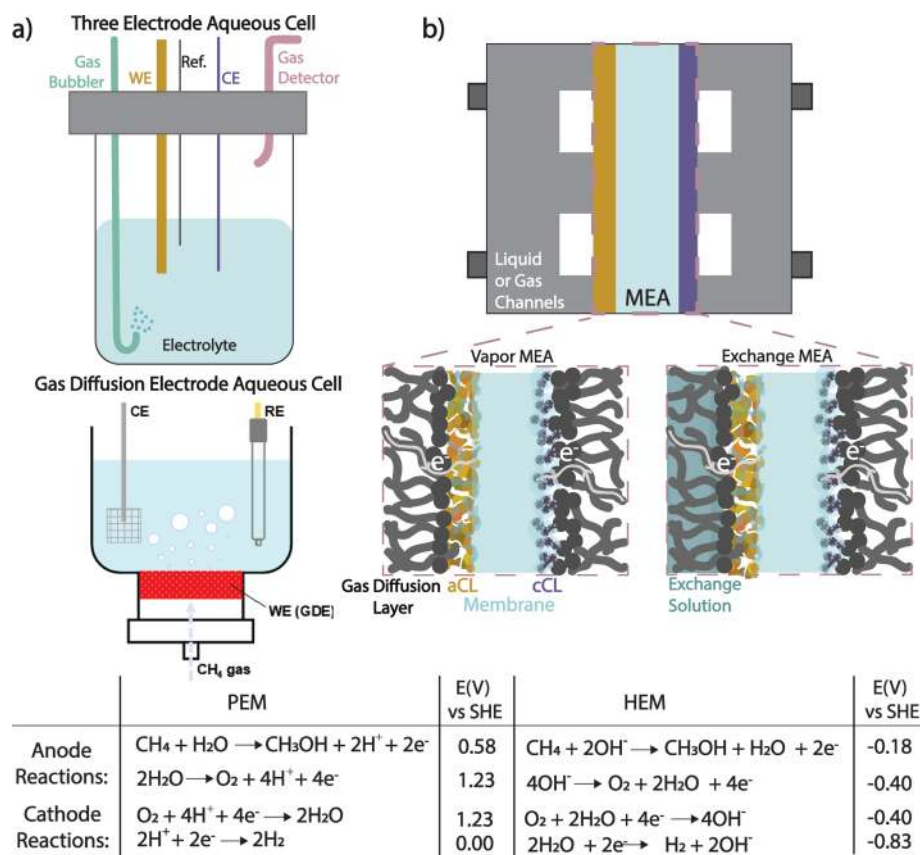 a)
Three Electrode Aqueous Cell
Gas
Bubbler
WE
Ref.
CE
Gas
Detector
Electrolyte
Gas Diffusion Electrode Aqueous Cell
CE
RE
WE (GDE)
CH₄ gas
b)
Liquid
or Gas
Channels
MEA
Vapor MEA
Exchange MEA
e⁻
e⁻
e⁻
e⁻
Gas Diffusion
Layer
aCL
cCL
Membrane
Exchange
Solution
PEM
E(V)
vs SHE
HEM
E(V)
vs SHE
Anode
Reactions:
CH₄ + H₂O → CH₃OH + 2H⁺ + 2e⁻ 0.58 CH₄ + 2OH⁻ → CH₃OH + H₂O + 2e⁻ -0.18
2H₂O → O₂ + 4H⁺ + 4e⁻ 1.23 4OH⁻ → O₂ + 2H₂O + 4e⁻ -0.40
Cathode
Reactions:
O₂ + 4H⁺ + 4e⁻ → 2H₂O 1.23 O₂ + 2H₂O + 4e⁻ → 4OH⁻ -0.40
2H⁺ + 2e⁻ → 2H₂ 0.00 2H₂O + 2e⁻ → H₂ + 2OH⁻ -0.83